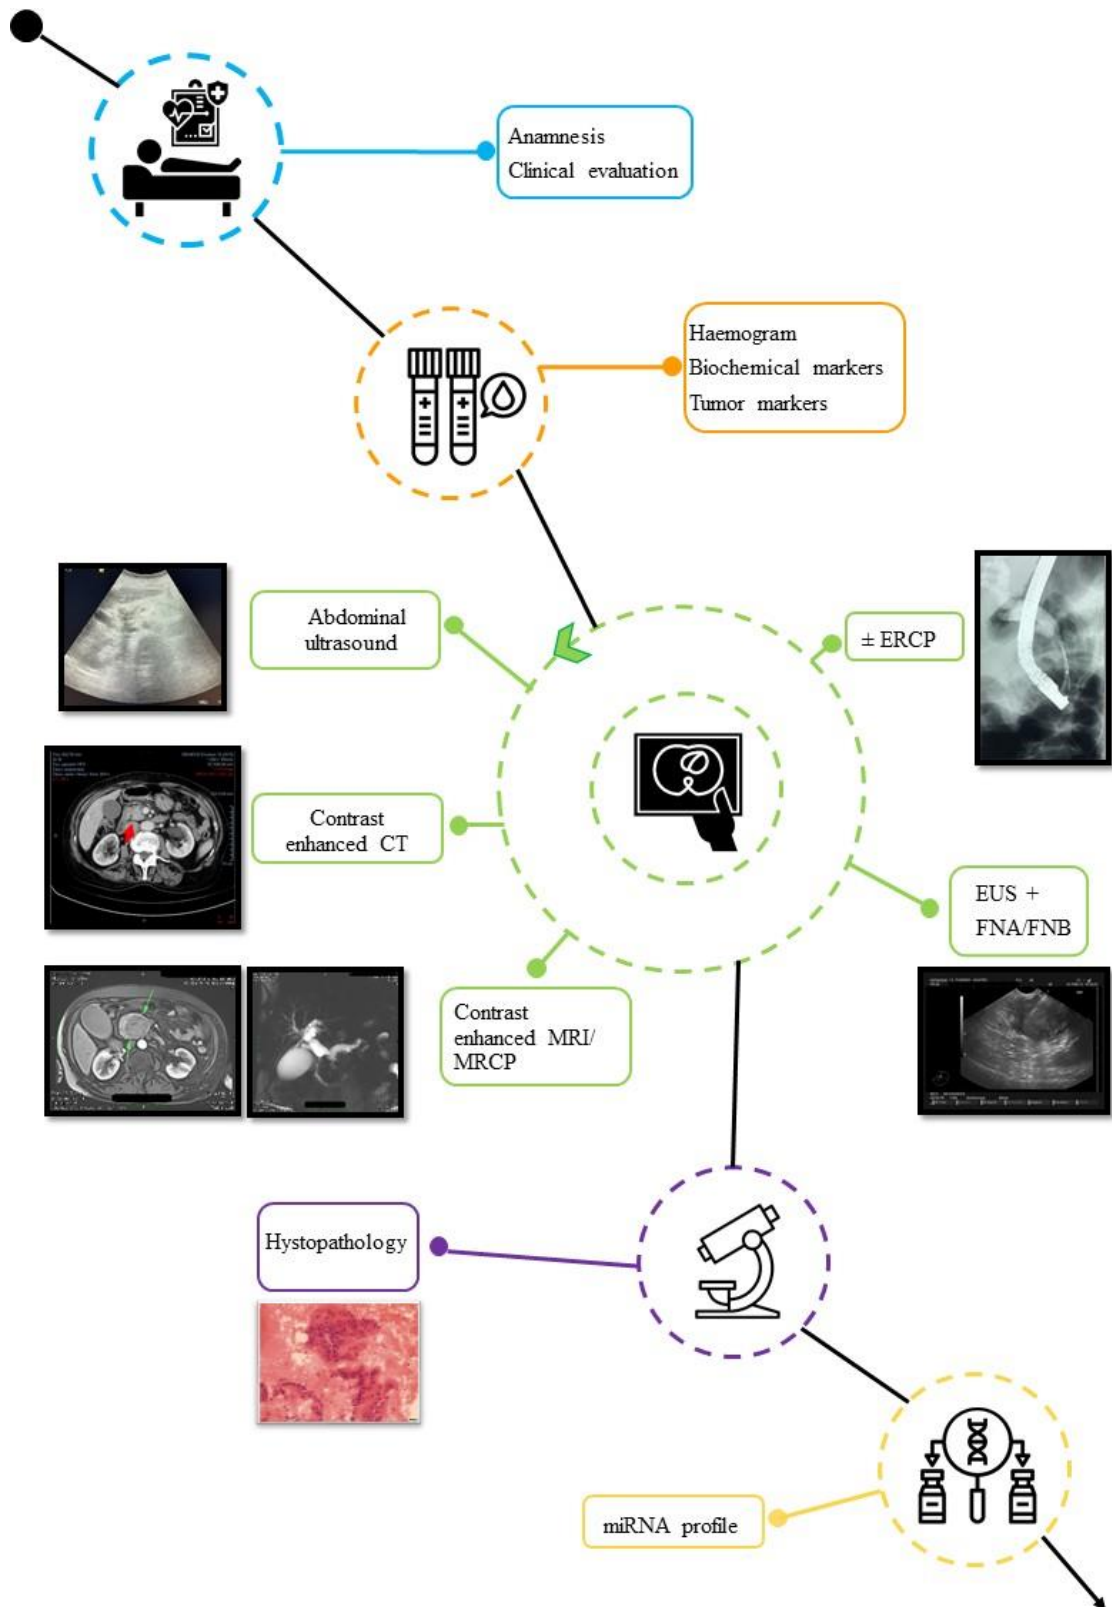 Anamnesis
Clinical evaluation
Haemogram
Biochemical markers
Tumor markers
Abdominal
ultrasound
± ERCP
Contrast
enhanced CT
EUS +
FNA/FNB
Contrast
enhanced MRI/
MRCP
Hystopathology
miRNA profile